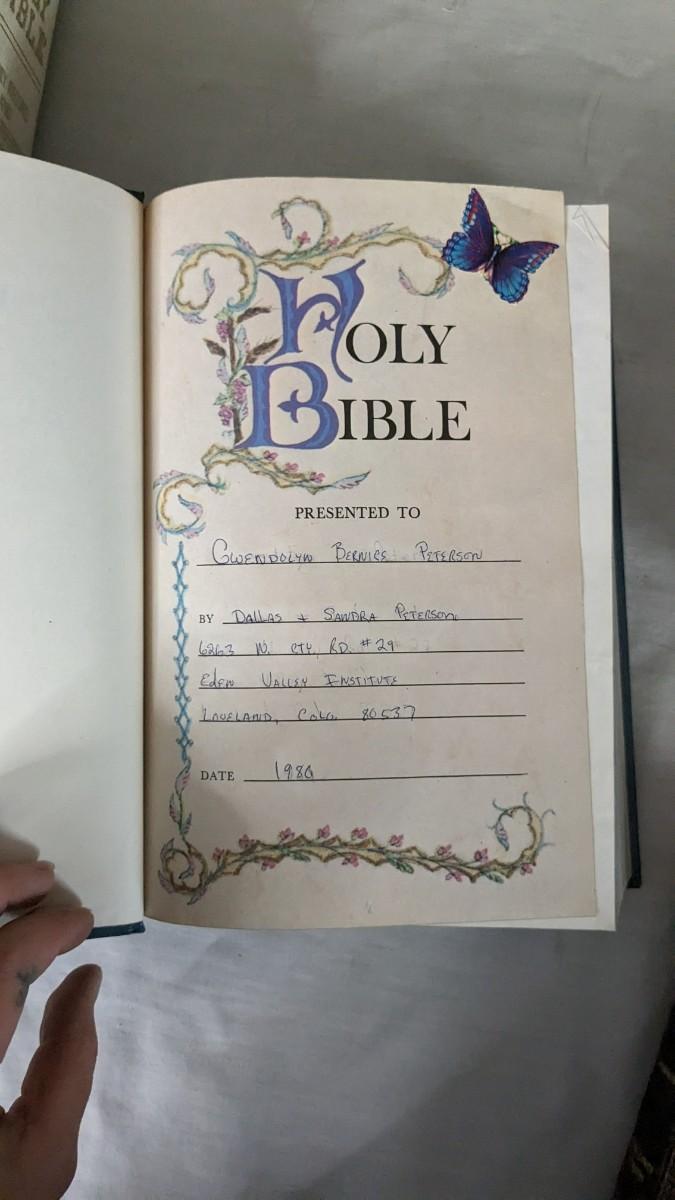 HOLY
BIBLE
PRESENTED TO
GWENDOLYN BERNICE PETERSON
BY DALLAS + SANDRA PETERSON
6263 N. CTY. RD. #29
EDEN VALLEY INSTITUTE
LOVELAND, COLO. 80537
DATE 1986